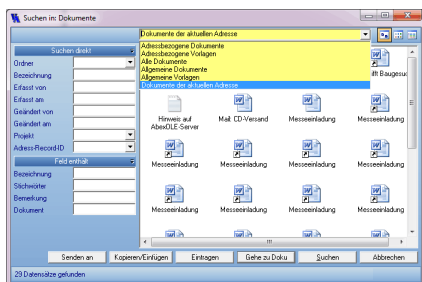 Suchen in: Dokumente
Dokumente der aktuellen Adresse
Adressbezogene Dokumente
Adressbezogene Vorlagen
Alle Dokumente
Allgemeine Dokumente
Allgemeine Vorlagen
Dokumente der aktuellen Adresse
Suchen direkt
Ordner
Bezeichnung
Erfasst von
Erfasst am
Geändert von
Geändert am
Projekt
Adress-Record-ID
Feld enthält
Bezeichnung
Stichwörter
Bemerkung
Dokument
Baugesuc
Hinweis auf AbexOLE-Server
Mail: CD-Versand
Messeeinladung
Messeeinladung
Messeeinladung
Messeeinladung
Messeeinladung
Messeeinladung
Messeeinladung
Messeeinladung
Messeeinladung
Messeeinladung
Senden an
Kopieren/Einfügen
Eintragen
Gehe zu Doku
Suchen
Abbrechen
29 Datensätze gefunden